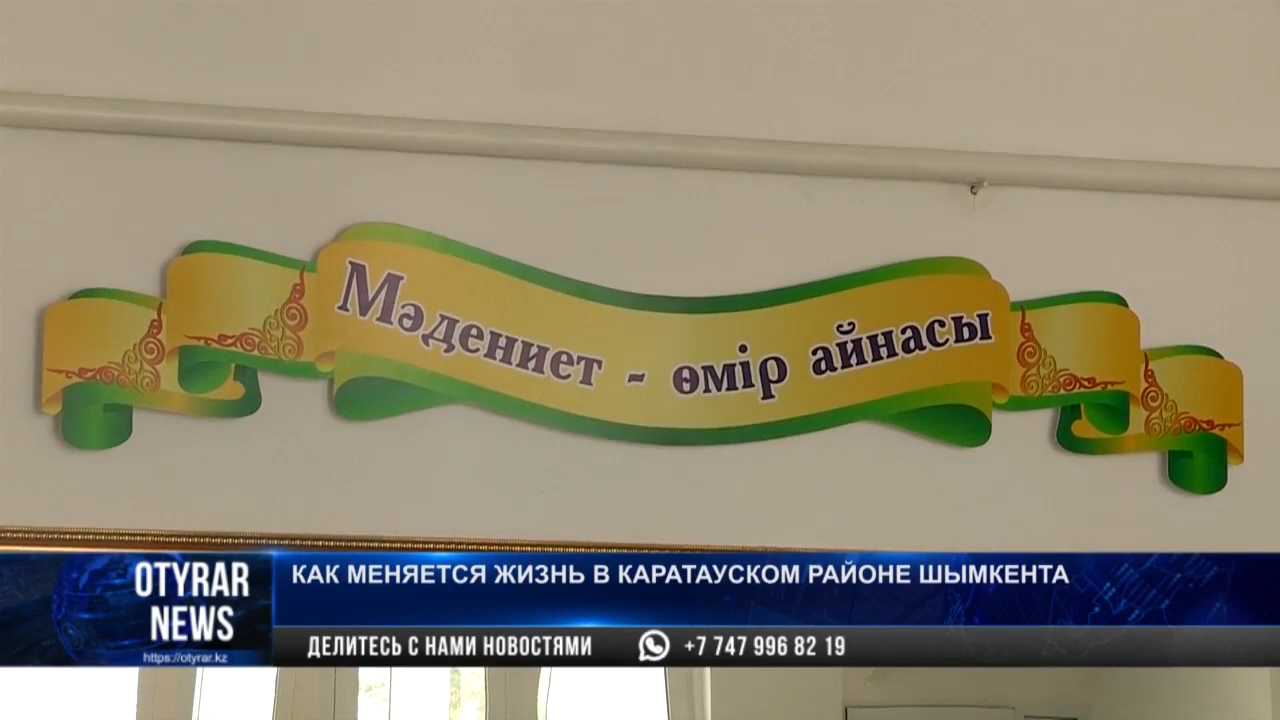 Мәдениет - өмір айнасы
OTYRAR
NEWS
https://otyrar.kz
КАК МЕНЯЕТСЯ ЖИЗНЬ В КАРАТАУСКОМ РАЙОНЕ ШЫМКЕНТА
ДЕЛИТЕСЬ С НАМИ НОВОСТЯМИ
+7 747 996 82 19